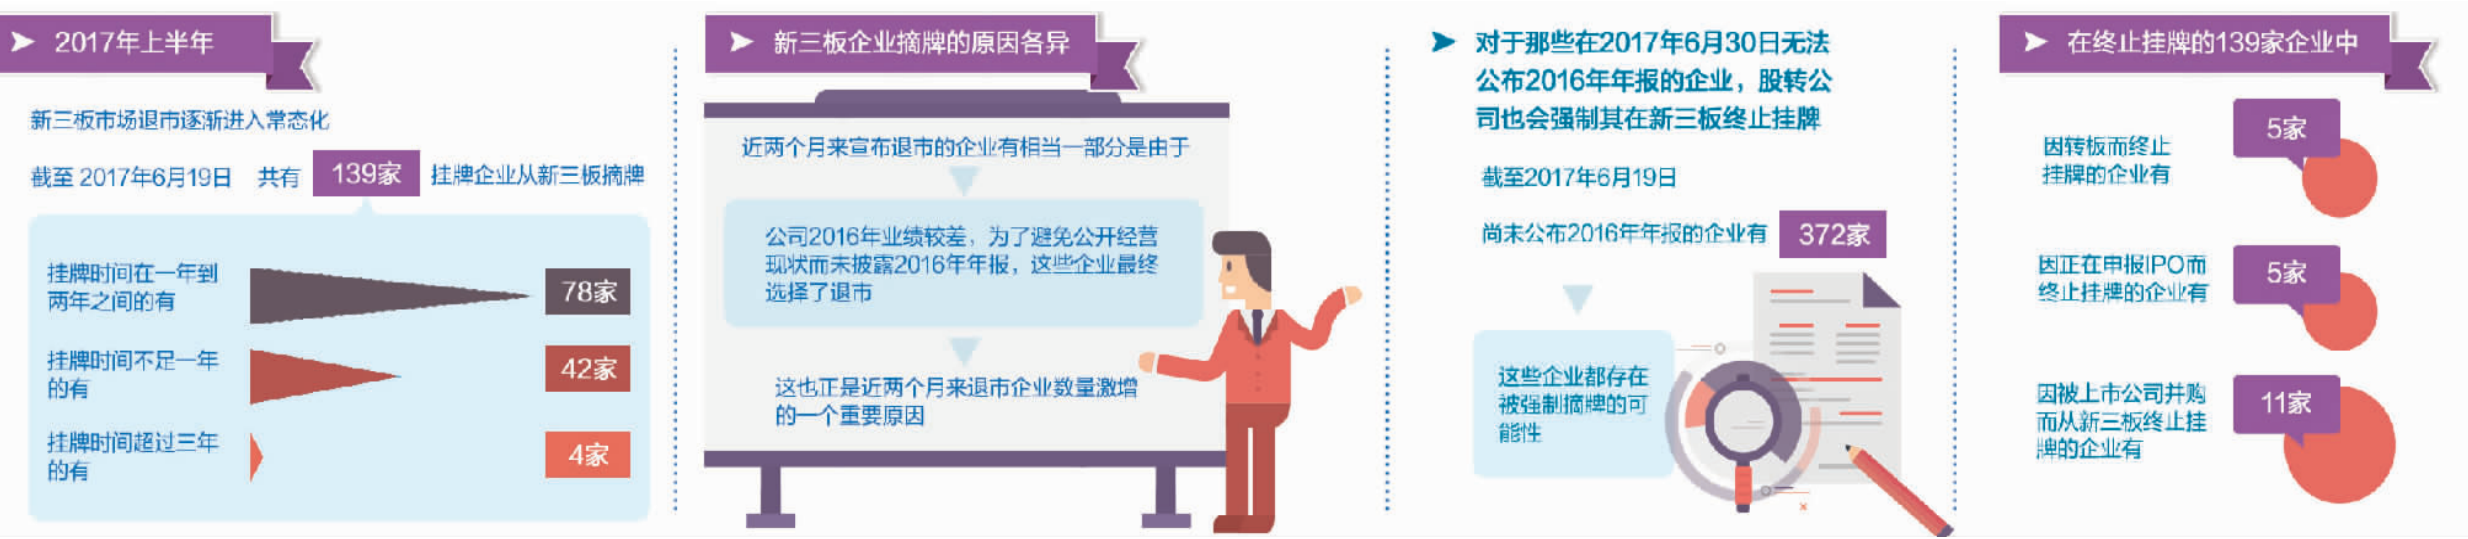 2017年上半年
新三板市场退市逐渐进入常态化
截至 2017年6月19日 共有 139家 挂牌企业从新三板摘牌
挂牌时间在一年到
两年之间的有
78家
挂牌时间不足一年
的有
42家
挂牌时间超过三年
的有
4家
新三板企业摘牌的原因各异
近两个月来宣布退市的企业有相当一部分是由于
公司2016年业绩较差，为了避免公开经营
现状而未披露2016年年报，这些企业最终
选择了退市
这也正是近两个月来退市企业数量激增
的一个重要原因
对于那些在2017年6月30日无法
公布2016年年报的企业，股转公
司也会强制其在新三板终止挂牌
截至2017年6月19日
尚未公布2016年年报的企业有 372家
这些企业都存在
被强制摘牌的可
能性
在终止挂牌的139家企业中
因转板而终止
挂牌的企业有
5家
因正在申报IPO而
终止挂牌的企业有
5家
因被上市公司并购
而从新三板终止挂
牌的企业有
11家